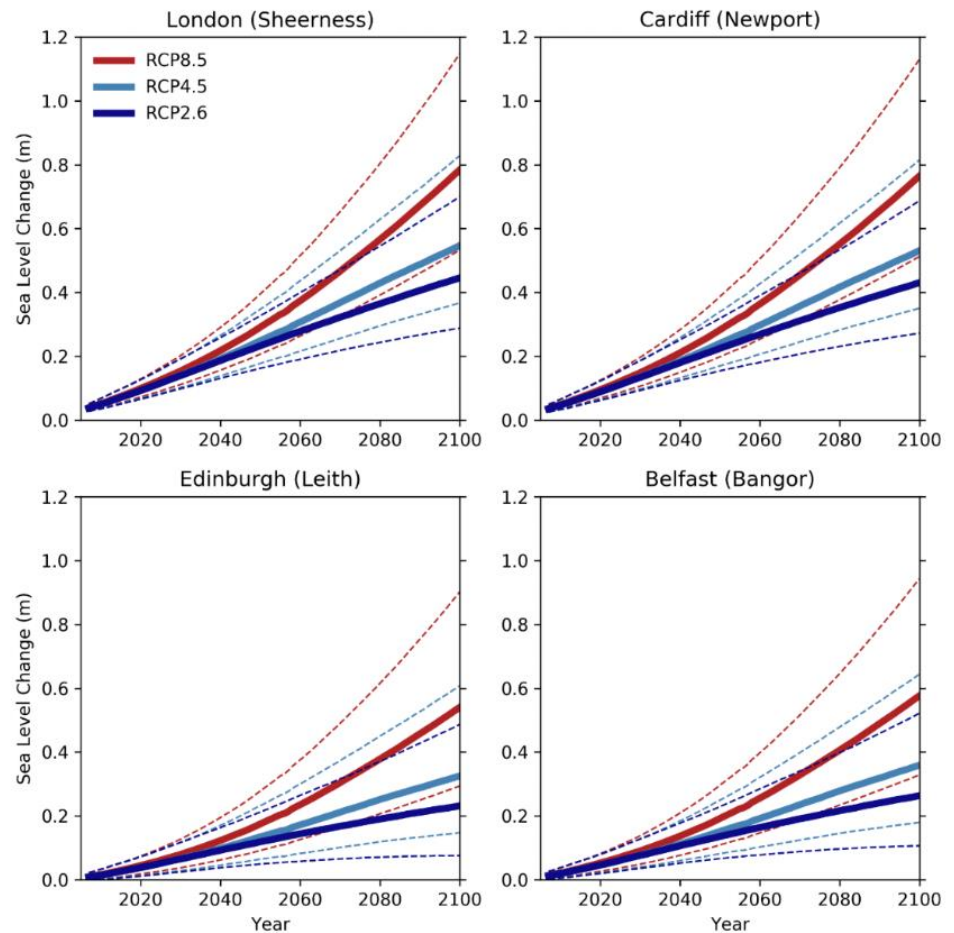 London (Sheerness)
Sea Level Change (m)
1.2
1.0
0.8
0.6
0.4
0.2
0.0
RCP8.5
RCP4.5
RCP2.6
2020 2040 2060 2080 2100
Cardiff (Newport)
1.2
1.0
0.8
0.6
0.4
0.2
0.0
2020 2040 2060 2080 2100
Edinburgh (Leith)
Sea Level Change (m)
1.2
1.0
0.8
0.6
0.4
0.2
0.0
2020 2040 2060 2080 2100
Year
Belfast (Bangor)
1.2
1.0
0.8
0.6
0.4
0.2
0.0
2020 2040 2060 2080 2100
Year